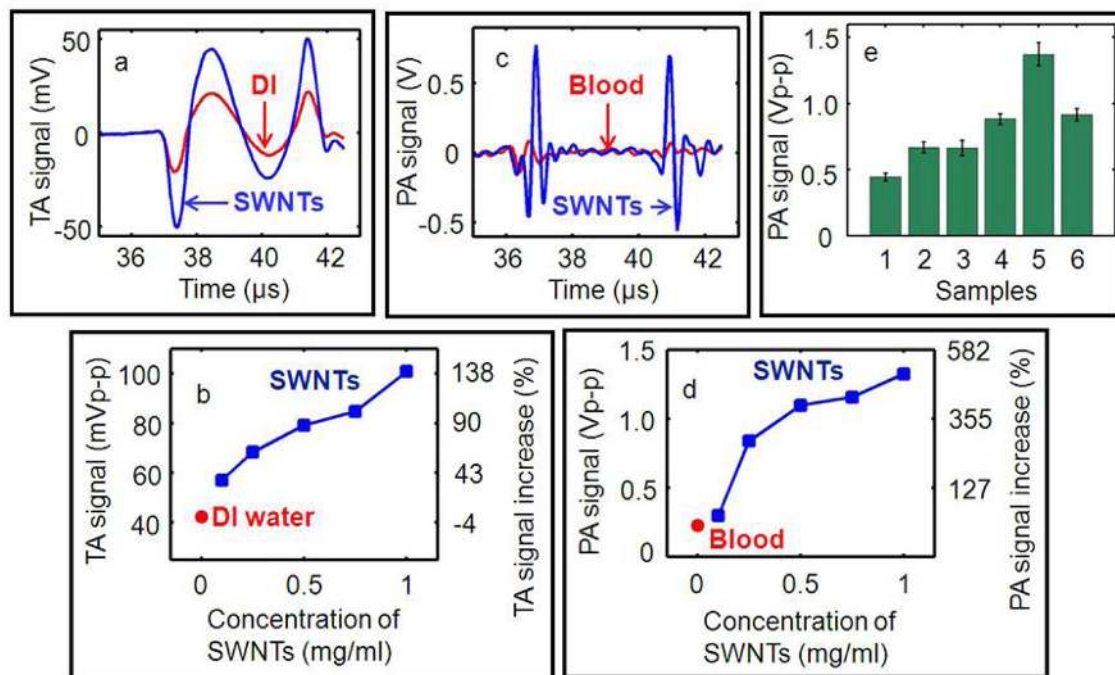 a
TA signal (mV)
50
0
-50
DI
SWNTs
36 38 40 42
Time (µs)
c
PA signal (V)
0.5
0
-0.5
Blood
SWNTs
36 38 40 42
Time (µs)
e
PA signal (Vp-p)
1.5
1.0
0.5
0
1 2 3 4 5 6
Samples
b
TA signal (mVp-p)
100
80
60
40
SWNTs
DI water
138
90
43
-4
TA signal increase (%)
0 0.5 1
Concentration of
SWNTs (mg/ml)
d
PA signal (Vp-p)
1.5
1.0
0.5
0
SWNTs
Blood
582
355
127
PA signal increase (%)
0 0.5 1
Concentration of
SWNTs (mg/ml)